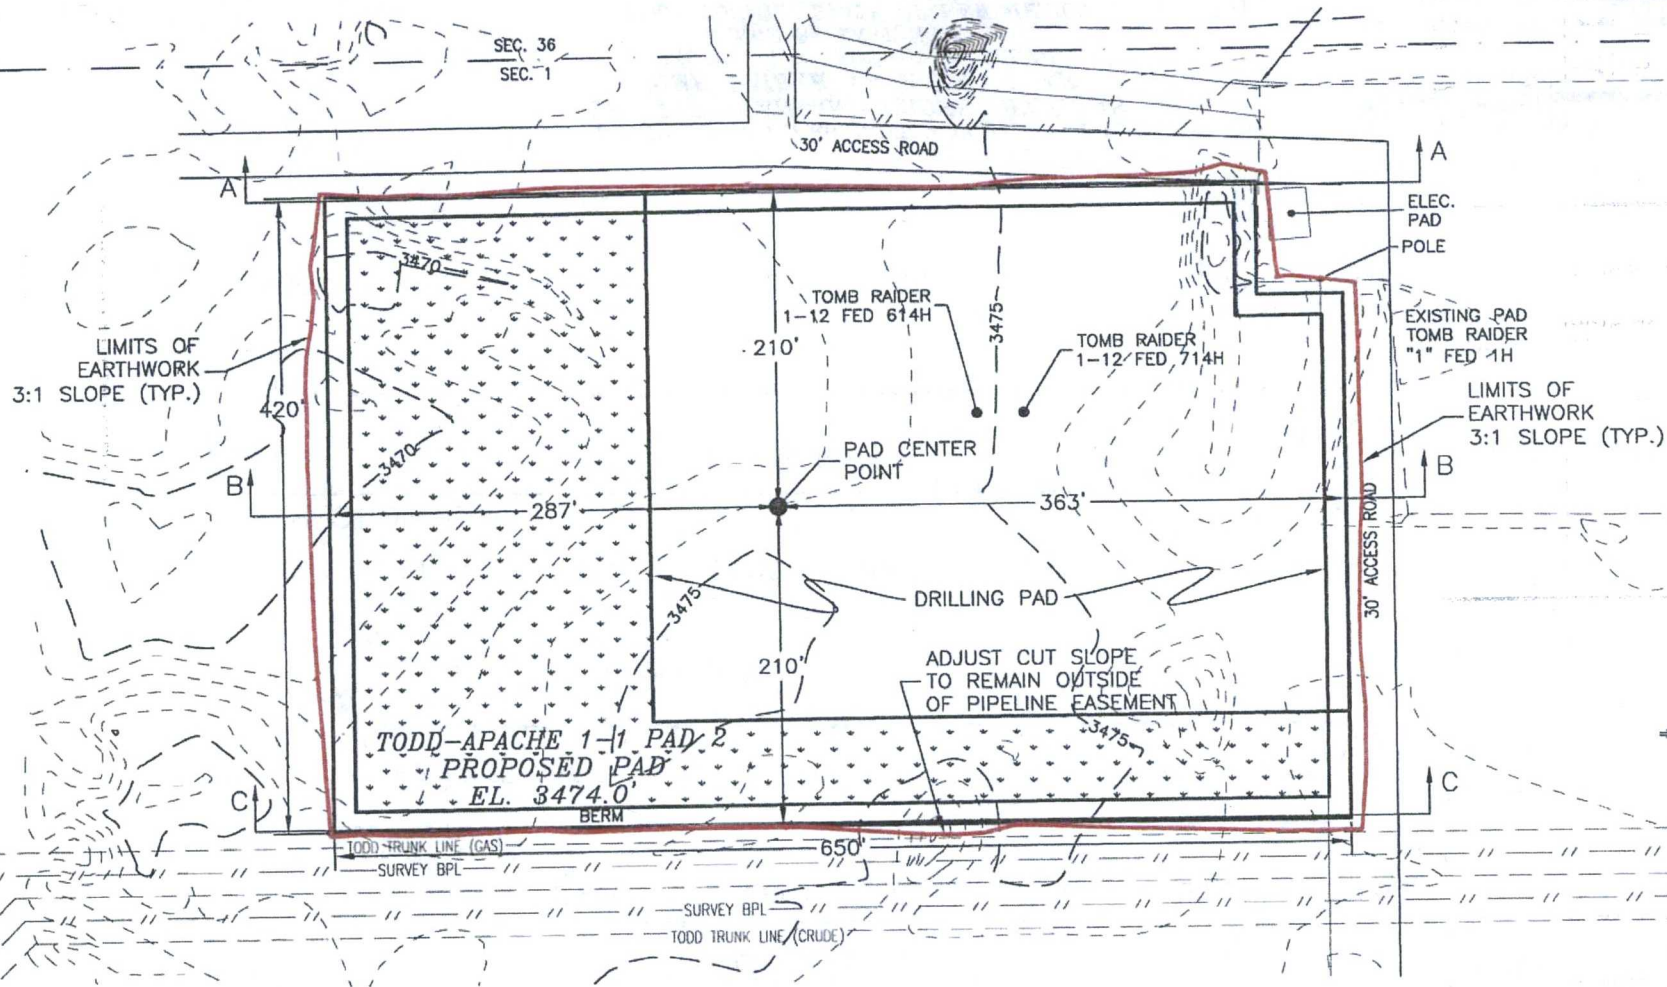 SEC. 36
SEC. 1
30' ACCESS ROAD
A
A
ELEC.
PAD
POLE
3470
TOMB RAIDER
1-12 FED 614H
3475
TOMB RAIDER
1-12 FED 714H
EXISTING PAD
TOMB RAIDER
"1" FED 1H
LIMITS OF
EARTHWORK
3:1 SLOPE (TYP.)
210'
LIMITS OF
EARTHWORK
3:1 SLOPE (TYP.)
420'
3470
PAD CENTER
POINT
B
B
287'
363'
30' ACCESS ROAD
3475
DRILLING PAD
210'
ADJUST CUT SLOPE
TO REMAIN OUTSIDE
OF PIPELINE EASEMENT
3475
TODD-APACHE 1-1 PAD 2
PROPOSED PAD
EL. 3474.0'
BERM
C
C
TODD TRUNK LINE (GAS)
650'
SURVEY BPL
SURVEY BPL
TODD TRUNK LINE (CRUDE)